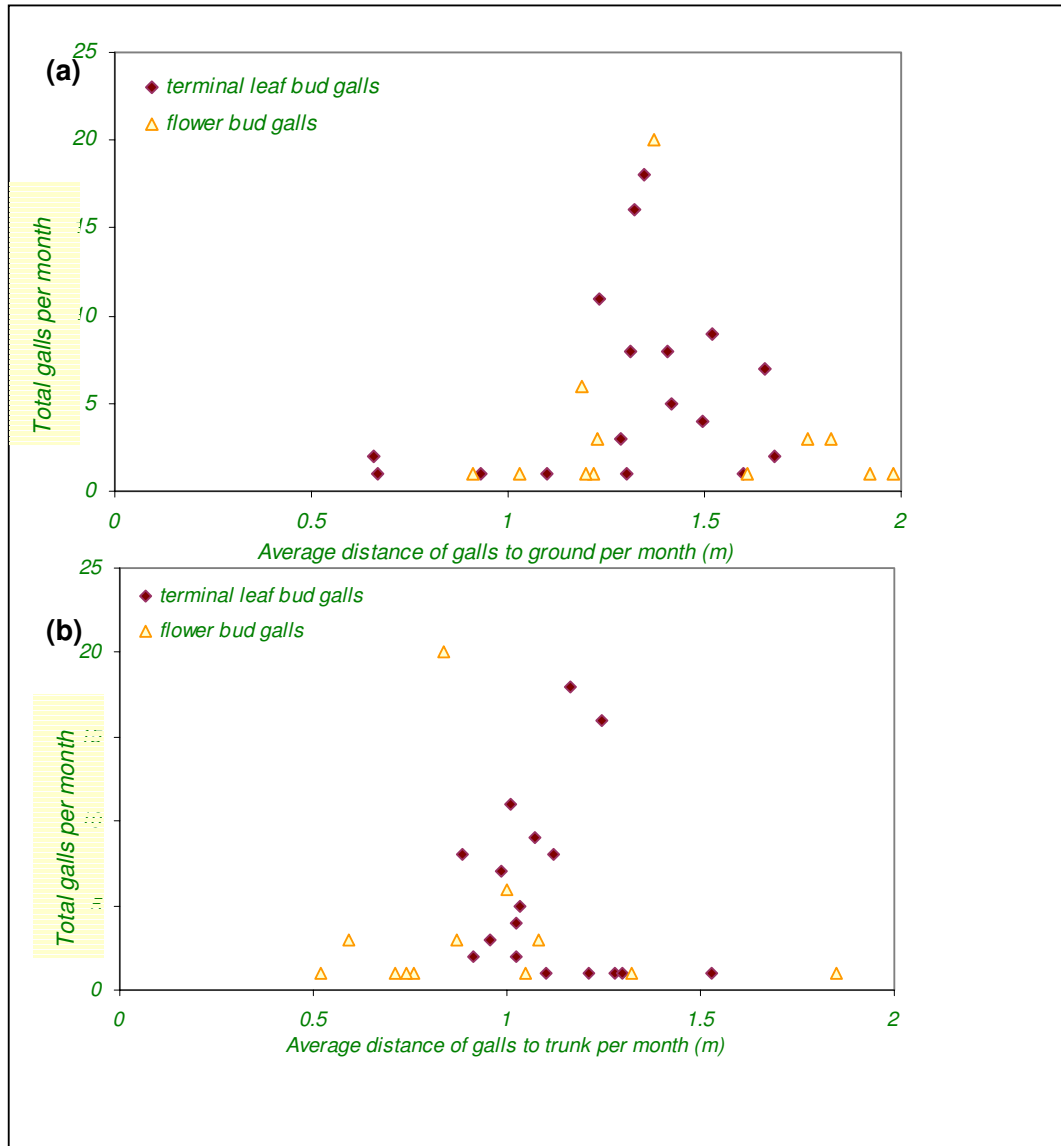 (a)
terminal leaf bud galls
flower bud galls
Total galls per month
25
20
15
10
5
0
0
0.5
1
1.5
2
Average distance of galls to ground per month (m)
(b)
terminal leaf bud galls
flower bud galls
Total galls per month
25
20
0
0
0.5
1
1.5
2
Average distance of galls to trunk per month (m)